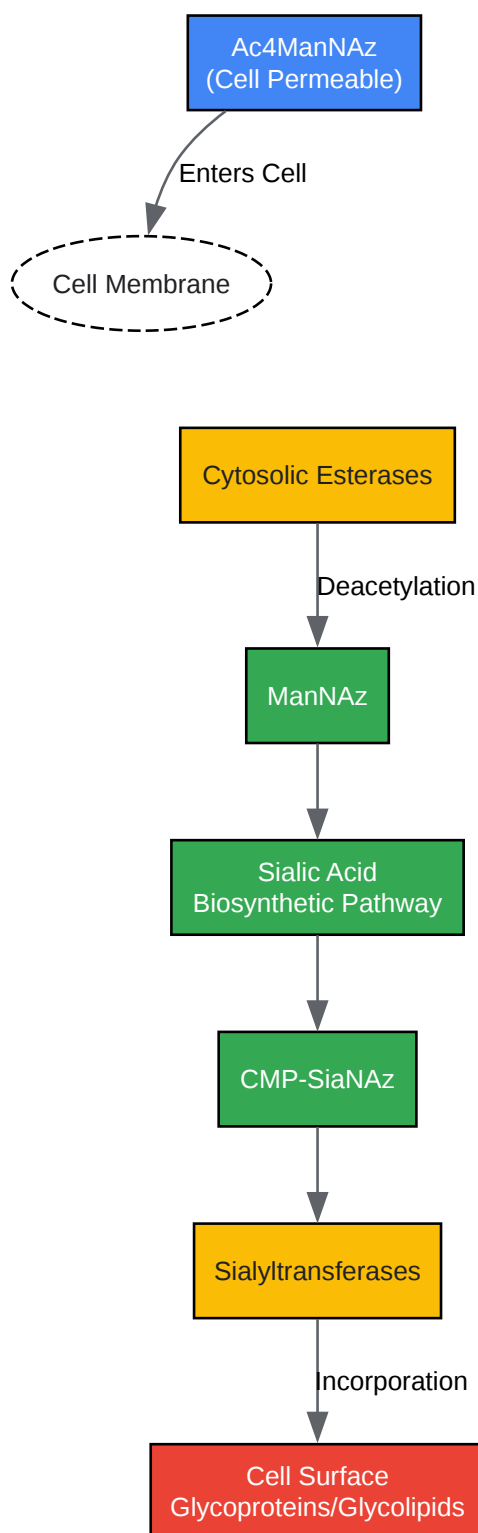 Ac4ManNAz
(Cell Permeable)
Enters Cell
Cell Membrane
Cytosolic Esterases
Deacetylation
ManNAz
Sialic Acid
Biosynthetic Pathway
CMP-SiaNAz
Sialyltransferases
Incorporation
Cell Surface
Glycoproteins/Glycolipids